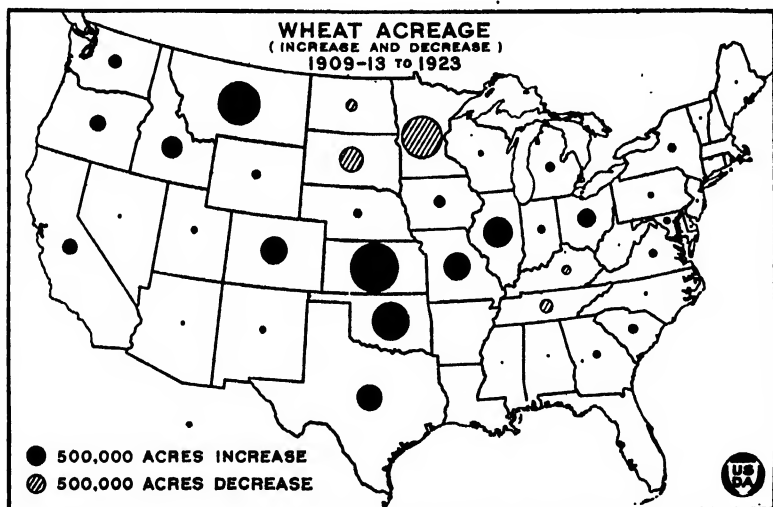 WHEAT ACREAGE
( INCREASE AND DECREASE )
1909-13 TO 1923
500,000 ACRES INCREASE
500,000 ACRES DECREASE
US
DA